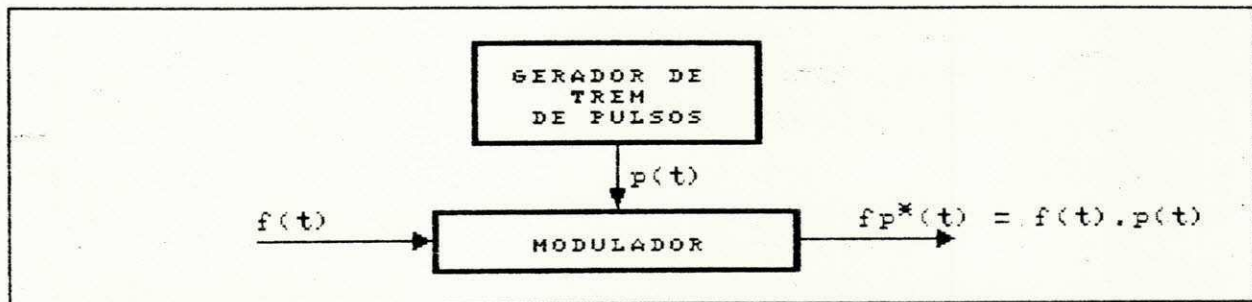 GERADOR DE
TREM
DE PULSOS
p(t)
f(t)
MODULADOR
fp*(t) = f(t).p(t)